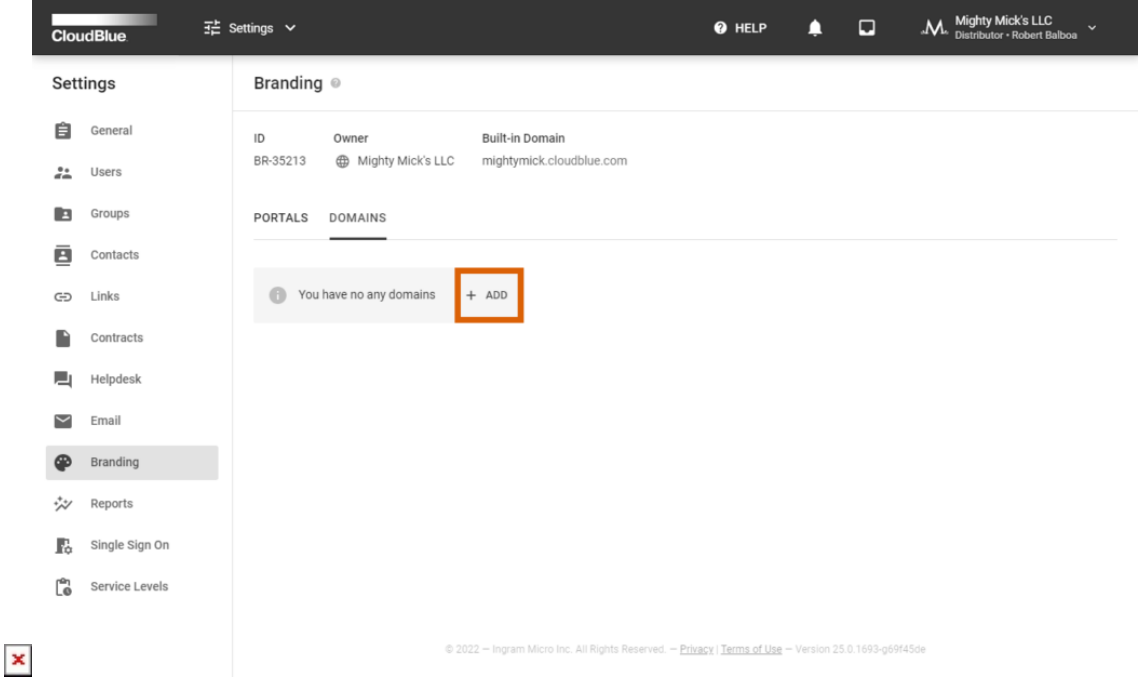 CloudBlue
Settings
HELP
Mighty Mick's LLC
Distributor • Robert Balboa
Settings
General
Users
Groups
Contacts
Links
Contracts
Helpdesk
Email
Branding
Reports
Single Sign On
Service Levels
Branding
ID Owner Built-in Domain
BR-35213 Mighty Mick's LLC mightymick.cloudblue.com
PORTALS DOMAINS
You have no any domains + ADD
© 2022 — Ingram Micro Inc. All Rights Reserved. — Privacy | Terms of Use — Version 25.0.1693-g69f45de